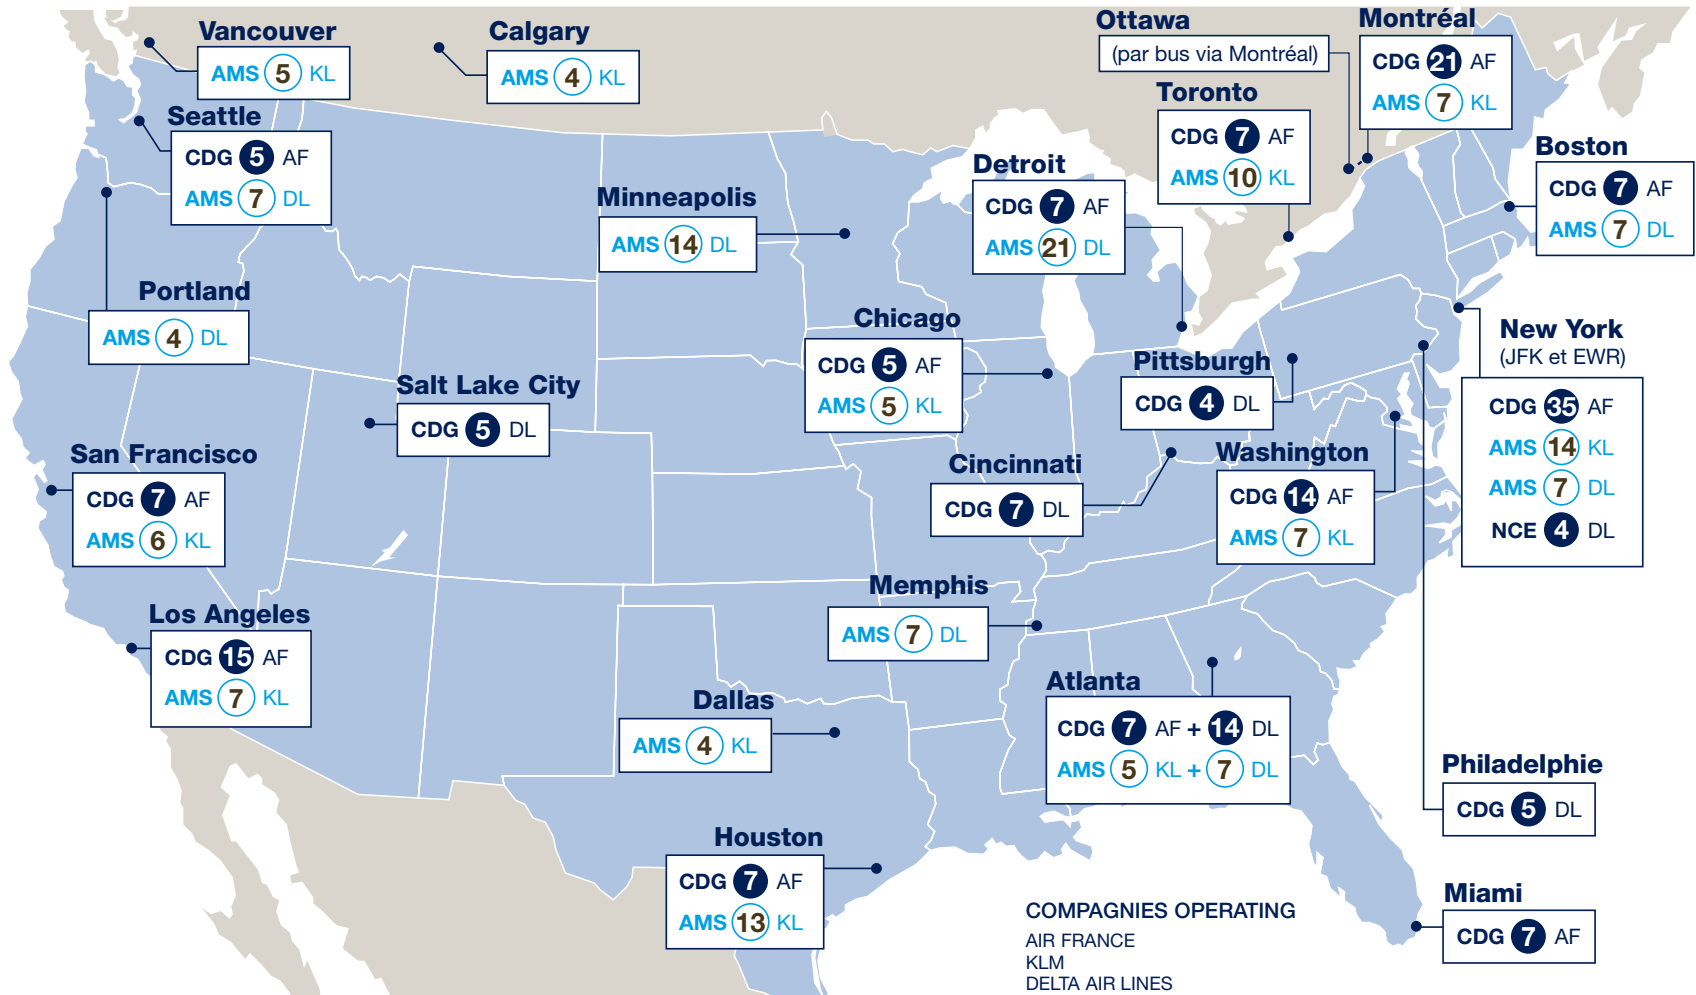 Vancouver
AMS 5 KL
Calgary
AMS 4 KL
Ottawa
(par bus via Montréal)
Montréal
CDG 21 AF
AMS 7 KL
Seattle
CDG 5 AF
AMS 7 DL
Toronto
CDG 7 AF
AMS 10 KL
Boston
CDG 7 AF
AMS 7 DL
Minneapolis
AMS 14 DL
Detroit
CDG 7 AF
AMS 21 DL
Portland
AMS 4 DL
Chicago
CDG 5 AF
AMS 5 KL
Pittsburgh
CDG 4 DL
New York
(JFK et EWR)
CDG 35 AF
AMS 14 KL
AMS 7 DL
NCE 4 DL
Salt Lake City
CDG 5 DL
San Francisco
CDG 7 AF
AMS 6 KL
Cincinnati
CDG 7 DL
Washington
CDG 14 AF
AMS 7 KL
Los Angeles
CDG 15 AF
AMS 7 KL
Memphis
AMS 7 DL
Dallas
AMS 4 KL
Atlanta
CDG 7 AF + 14 DL
AMS 5 KL + 7 DL
Philadelphie
CDG 5 DL
Houston
CDG 7 AF
AMS 13 KL
Miami
CDG 7 AF
COMPAGNIES OPERATING
AIR FRANCE
KLM
DELTA AIR LINES